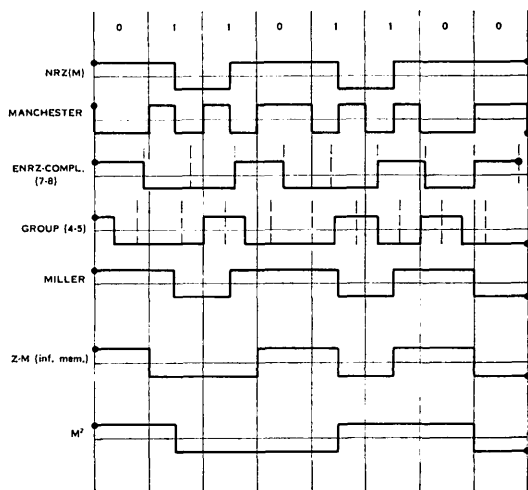 0 1 1 0 1 1 0 0
NRZ(M)
MANCHESTER
ENRZ-COMPL.
(7-8)
GROUP (4-5)
MILLER
Z-M (inf. mem.)
M²